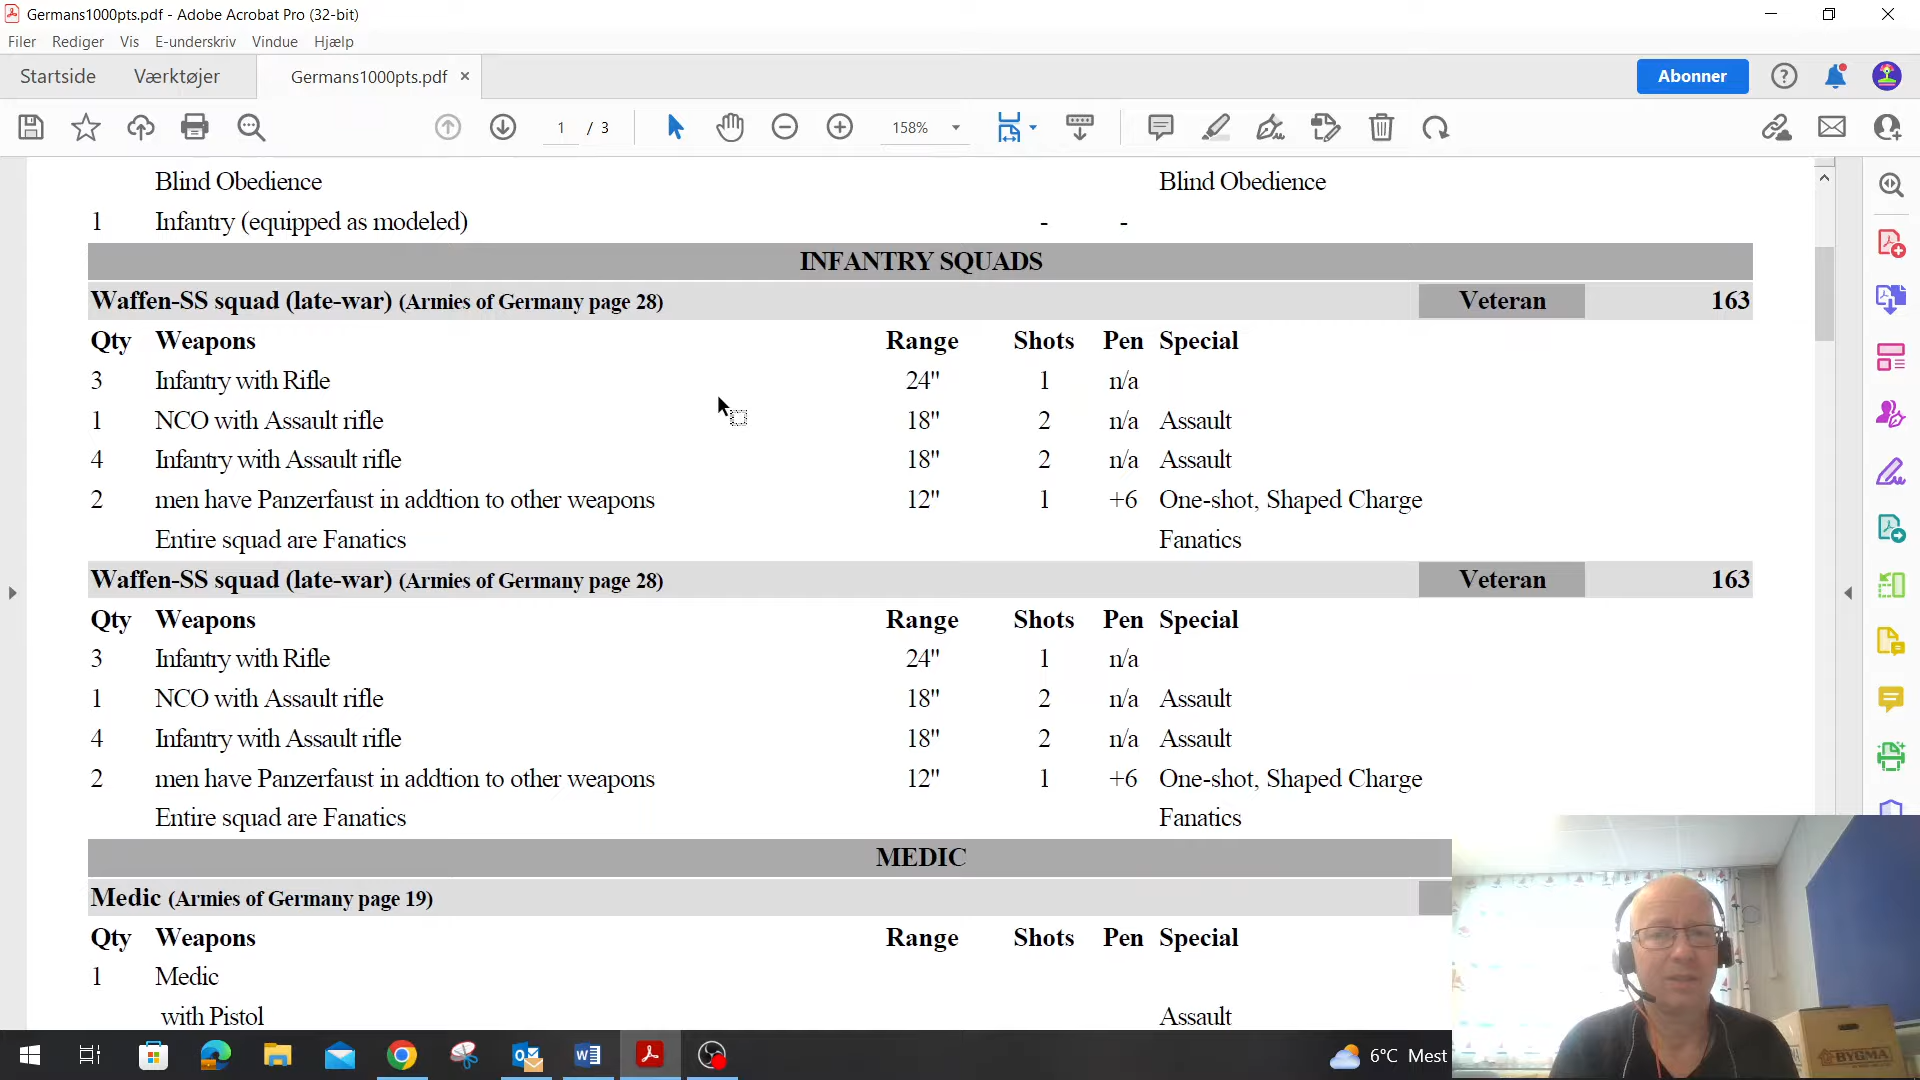 Germans1000pts.pdf - Adobe Acrobat Pro (32-bit)
Filer Rediger Vis E-underskriv Vindue Hjælp
Startside Værktøjer Germans1000pts.pdf × Abonner
1 / 3 158%
Blind Obedience Blind Obedience
1 Infantry (equipped as modeled) - -
INFANTRY SQUADS
Waffen-SS squad (late-war) (Armies of Germany page 28) Veteran 163
Qty Weapons Range Shots Pen Special
3 Infantry with Rifle 24" 1 n/a
1 NCO with Assault rifle 18" 2 n/a Assault
4 Infantry with Assault rifle 18" 2 n/a Assault
2 men have Panzerfaust in addtion to other weapons 12" 1 +6 One-shot, Shaped Charge
Entire squad are Fanatics Fanatics
Waffen-SS squad (late-war) (Armies of Germany page 28) Veteran 163
Qty Weapons Range Shots Pen Special
3 Infantry with Rifle 24" 1 n/a
1 NCO with Assault rifle 18" 2 n/a Assault
4 Infantry with Assault rifle 18" 2 n/a Assault
2 men have Panzerfaust in addtion to other weapons 12" 1 +6 One-shot, Shaped Charge
Entire squad are Fanatics Fanatics
MEDIC
Medic (Armies of Germany page 19)
Qty Weapons Range Shots Pen Special
1 Medic
with Pistol Assault
6°C Mest
BYGMA